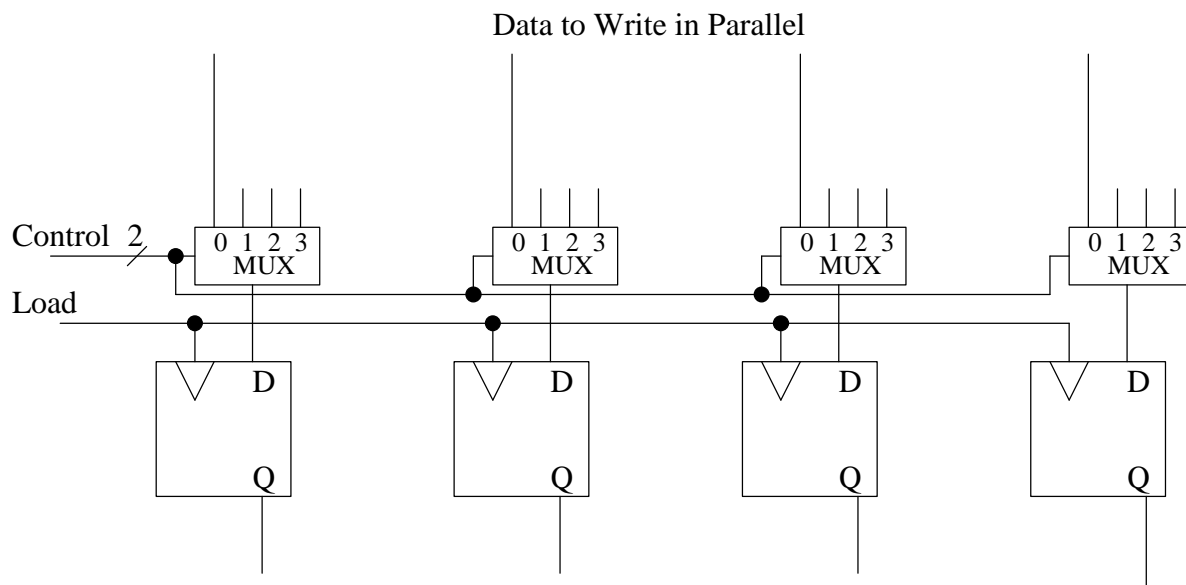 Data to Write in Parallel
0 1 2 3 0 1 2 3 0 1 2 3 0 1 2 3
Control 2
MUX MUX MUX MUX
Load
D D D D
Q Q Q Q